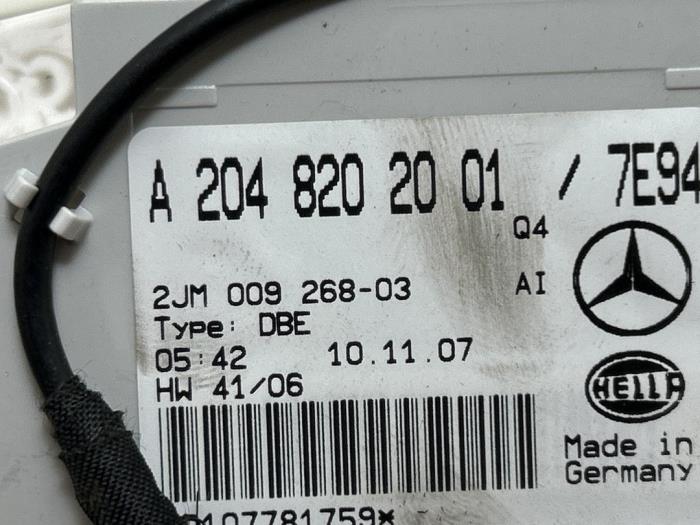 A 204 820 20 01 / 7E94
Q4
2JM 009 268-03 AI
Type: DBE
05:42 10.11.07
HW 41/06
HELLA
Made in
Germany
107781759*